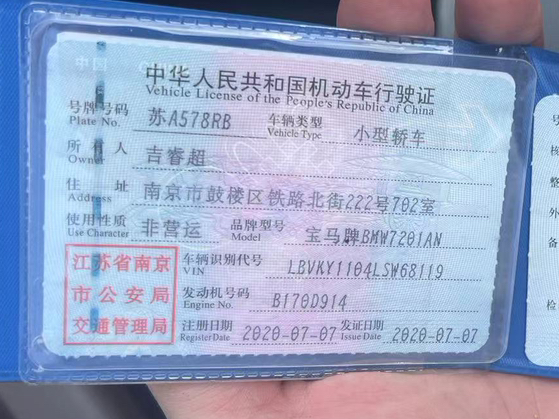 中华人民共和国机动车行驶证
Vehicle License of the People's Republic of China
号牌号码 苏A578RB 车辆类型 小型轿车
Plate No. Vehicle Type
所有人 吉睿超
Owner
住址 南京市鼓楼区铁路北街222号702室
Address
使用性质 非营运 品牌型号 宝马牌BMW7201AN
Use Character Model
江苏省南京
市公安局
交通管理局
车辆识别代号 LBVKY1104LSW68119
VIN
发动机号码 B170D914
Engine No.
注册日期 2020-07-07 发证日期 2020-07-07
Register Date Issue Date